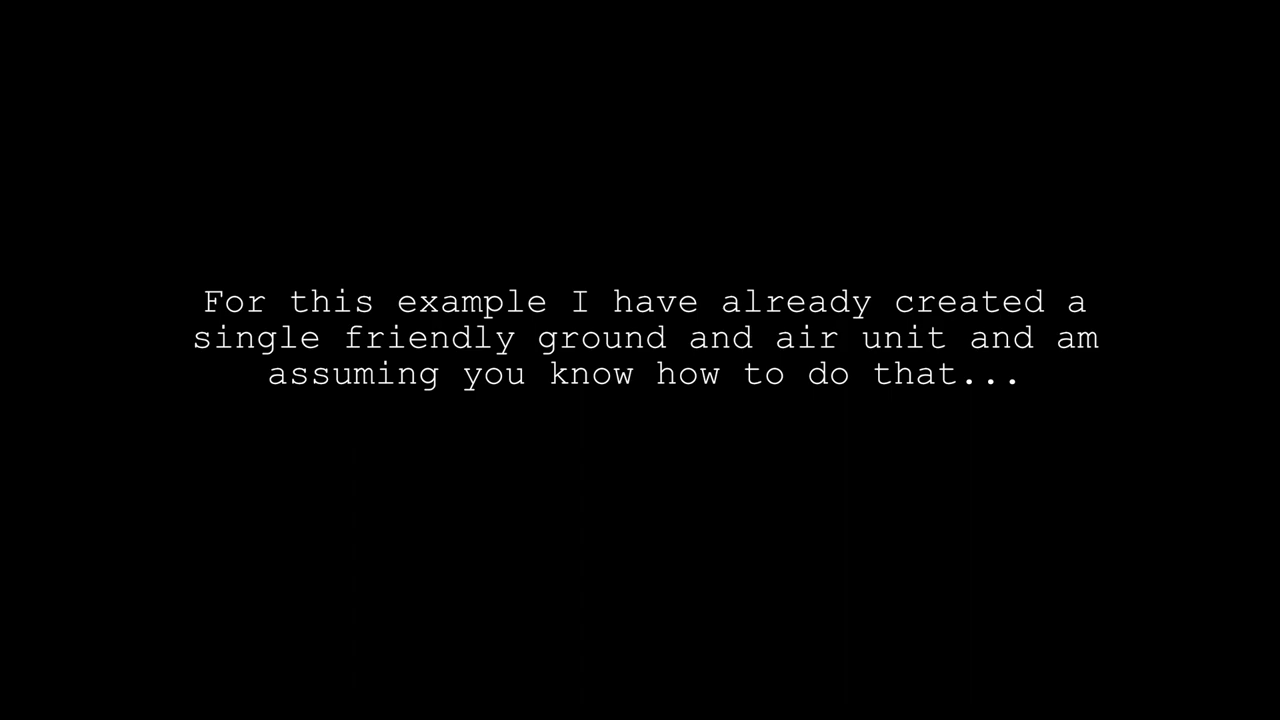 For this example I have already created a
single friendly ground and air unit and am
assuming you know how to do that...